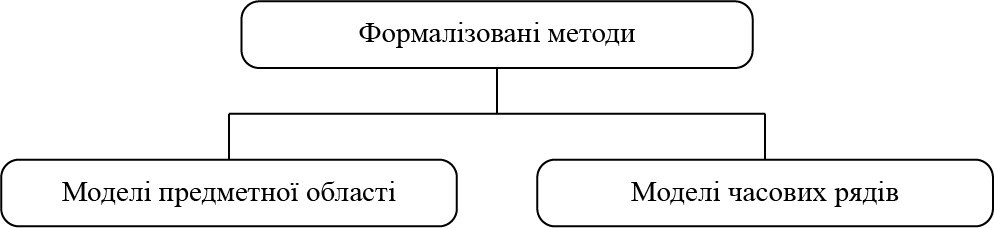 Формалізовані методи
Моделі предметної області
Моделі часових рядів